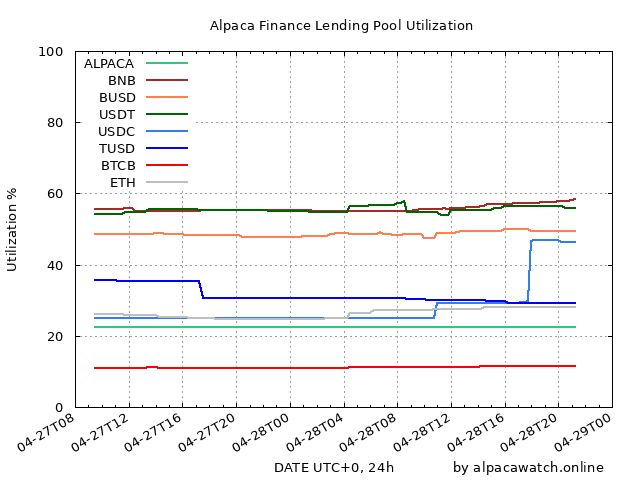 Alpaca Finance Lending Pool Utilization
100
80
60
40
20
0
Utilization %
ALPACA
BNB
BUSD
USDT
USDC
TUSD
BTCB
ETH
04-27T08
04-27T12
04-27T16
04-27T20
04-28T00
04-28T04
04-28T08
04-28T12
04-28T16
04-28T20
04-29T00
DATE UTC+0, 24h
by alpacawatch.online